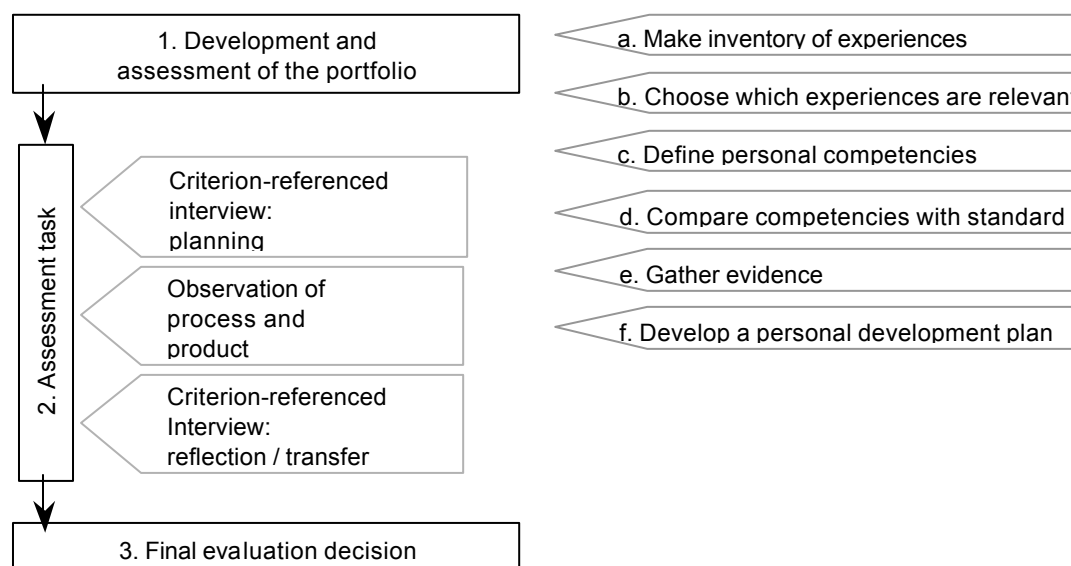 1. Development and
assessment of the portfolio
a. Make inventory of experiences
b. Choose which experiences are relevant
c. Define personal competencies
d. Compare competencies with standard
e. Gather evidence
f. Develop a personal development plan
2. Assessment task
Criterion-referenced
interview:
planning
Observation of
process and
product
Criterion-referenced
Interview:
reflection / transfer
3. Final evaluation decision